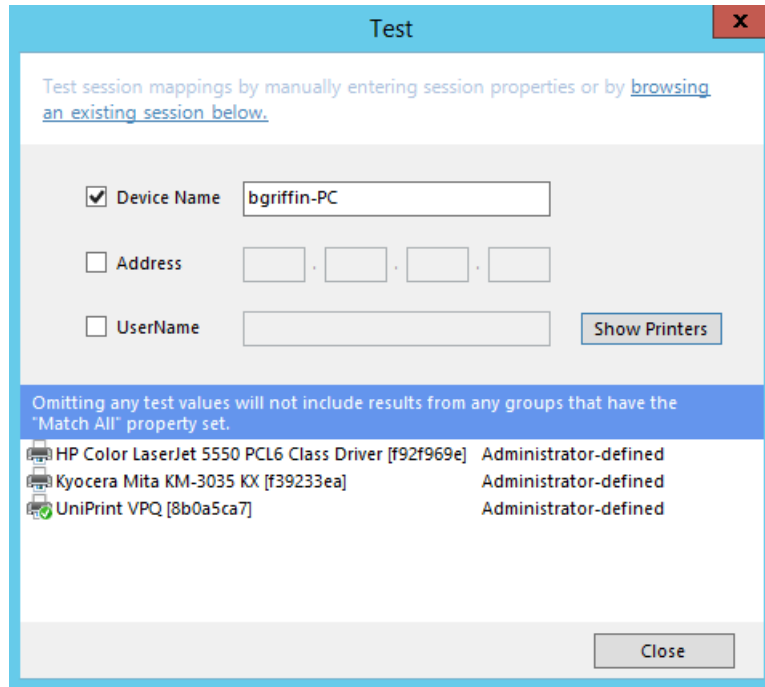 Test
x
Test session mappings by manually entering session properties or by browsing
an existing session below.
Device Name bgriffin-PC
Address . . .
UserName Show Printers
Omitting any test values will not include results from any groups that have the
"Match All" property set.
HP Color LaserJet 5550 PCL6 Class Driver [f92f969e] Administrator-defined
Kyocera Mita KM-3035 KX [f39233ea] Administrator-defined
UniPrint VPQ [8b0a5ca7] Administrator-defined
Close